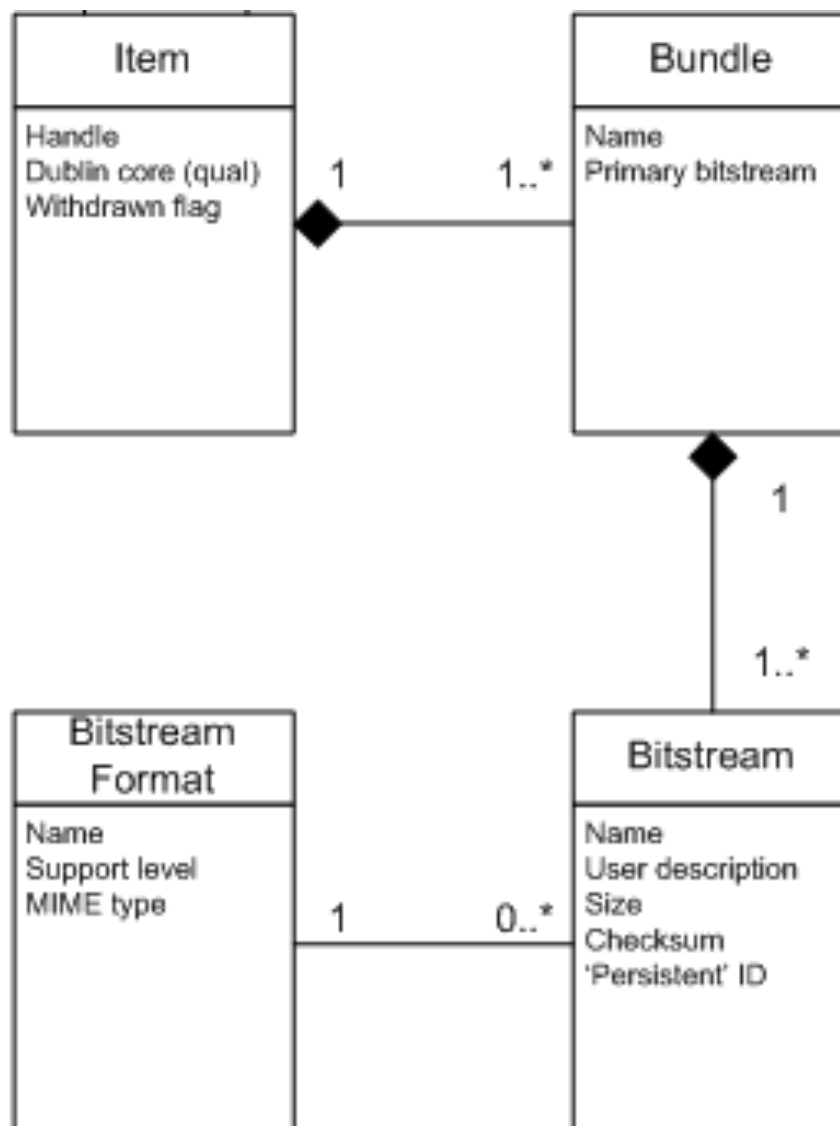 Item
Handle
Dublin core (qual)
Withdrawn flag
1
1..*
Bundle
Name
Primary bitstream
1
1..*
Bitstream
Format
Name
Support level
MIME type
1
0..*
Bitstream
Name
User description
Size
Checksum
‘Persistent’ ID